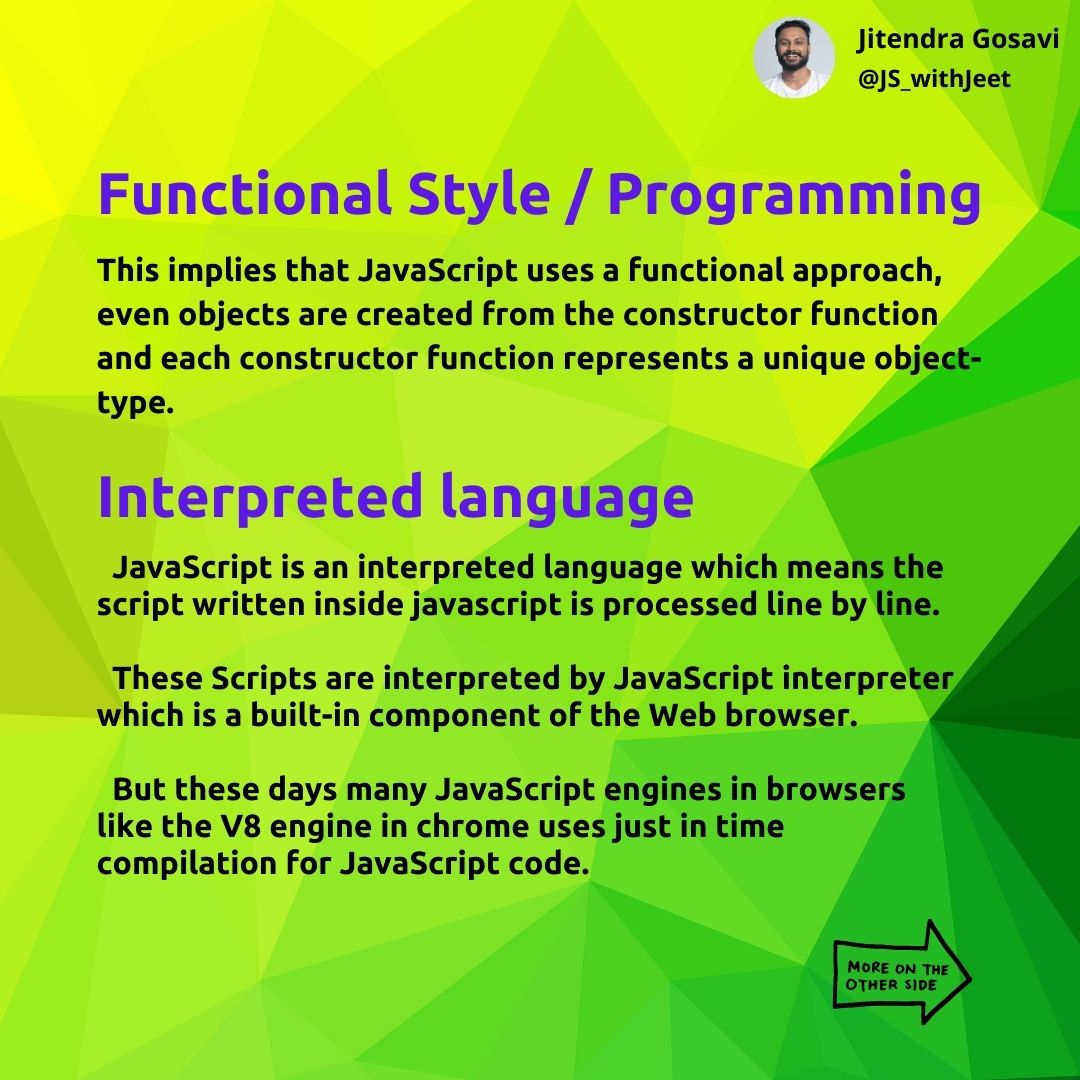 Jitendra Gosavi
@JS_withJeet
Functional Style / Programming
This implies that JavaScript uses a functional approach,
even objects are created from the constructor function
and each constructor function represents a unique object-
type.
Interpreted language
JavaScript is an interpreted language which means the
script written inside javascript is processed line by line.
These Scripts are interpreted by JavaScript interpreter
which is a built-in component of the Web browser.
But these days many JavaScript engines in browsers
like the V8 engine in chrome uses just in time
compilation for JavaScript code.
MORE ON THE
OTHER SIDE